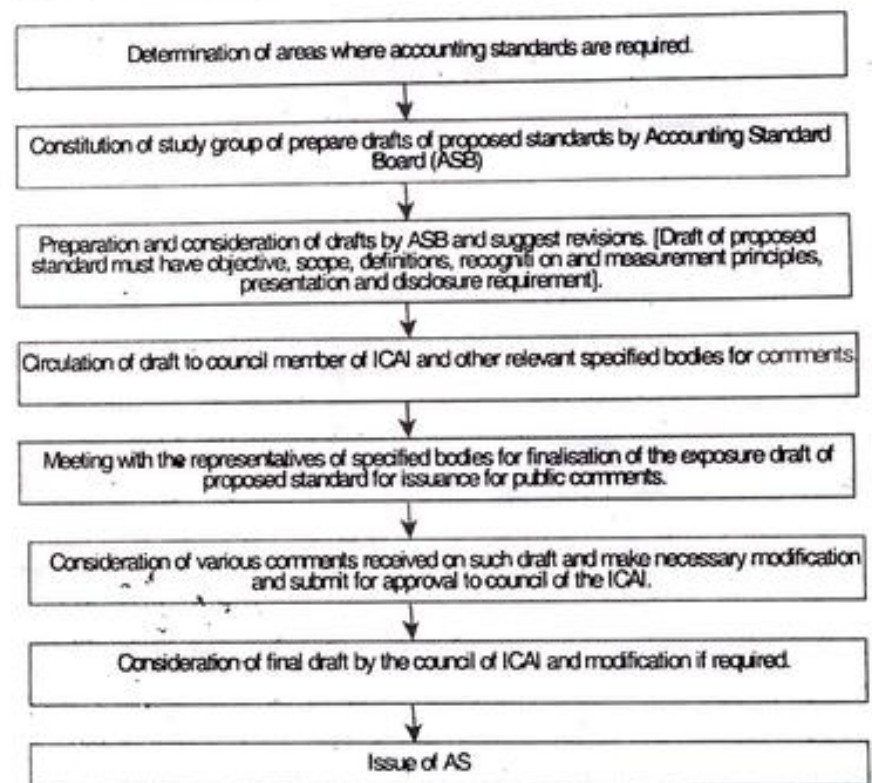 Determination of areas where accounting standards are required.
Constitution of study group of prepare drafts of proposed standards by Accounting Standard
Board (ASB)
Preparation and consideration of drafts by ASB and suggest revisions. [Draft of proposed
standard must have objective, scope, definitions, recogniti on and measurement principles,
presentation and disclosure requirement].
Circulation of draft to council member of ICAI and other relevant specified bodies for comments.
Meeting with the representatives of specified bodies for finalisation of the exposure draft of
proposed standard for issuance for public comments.
Consideration of various comments received on such draft and make necessary modification
and submit for approval to council of the ICAI.
Consideration of final draft by the council of ICAI and modification if required.
Issue of AS